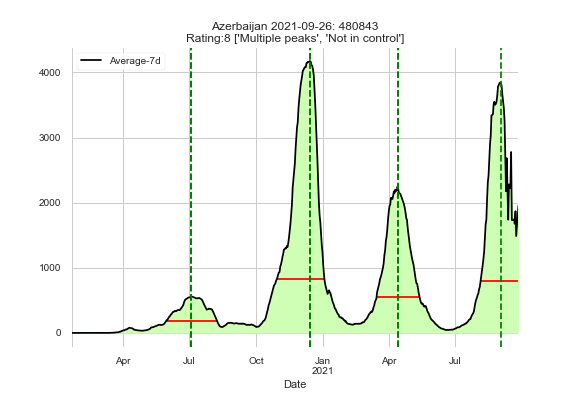 Azerbaijan 2021-09-26: 480843
Rating:8 ['Multiple peaks', 'Not in control']
Average-7d
4000
3000
2000
1000
0
Apr Jul Oct Jan Apr Jul
2021
Date